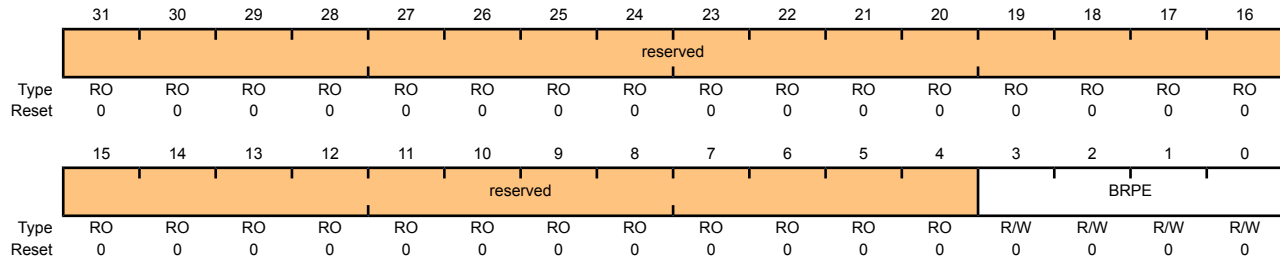 31 30 29 28 27 26 25 24 23 22 21 20 19 18 17 16
reserved
Type RO RO RO RO RO RO RO RO RO RO RO RO RO RO RO RO
Reset 0 0 0 0 0 0 0 0 0 0 0 0 0 0 0 0
15 14 13 12 11 10 9 8 7 6 5 4 3 2 1 0
reserved BRPE
Type RO RO RO RO RO RO RO RO RO RO RO RO R/W R/W R/W R/W
Reset 0 0 0 0 0 0 0 0 0 0 0 0 0 0 0 0